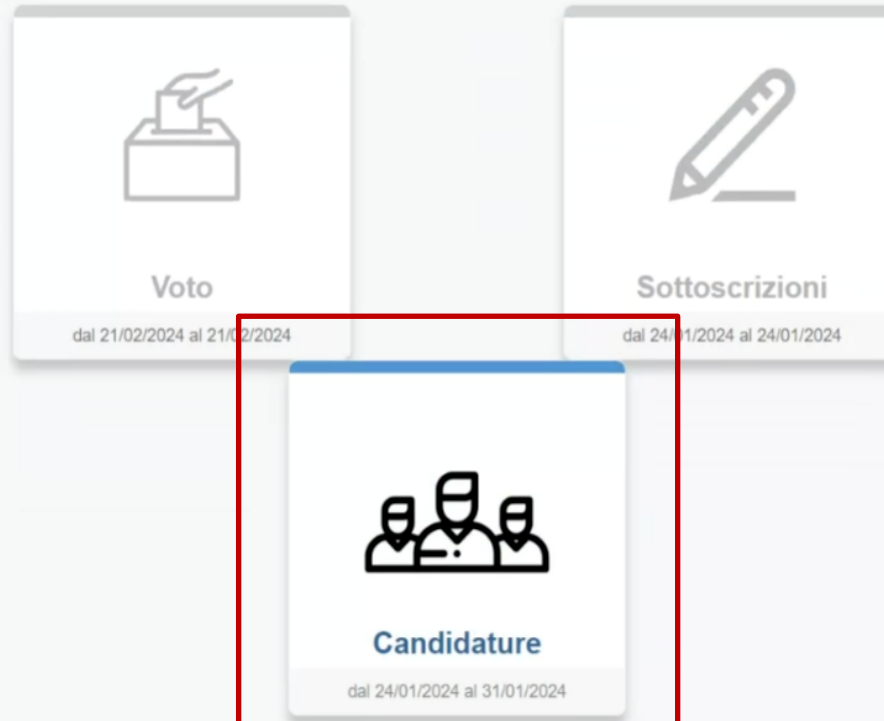 Voto
dal 21/02/2024 al 21/02/2024
Sottoscrizioni
dal 24/01/2024 al 24/01/2024
Candidature
dal 24/01/2024 al 31/01/2024